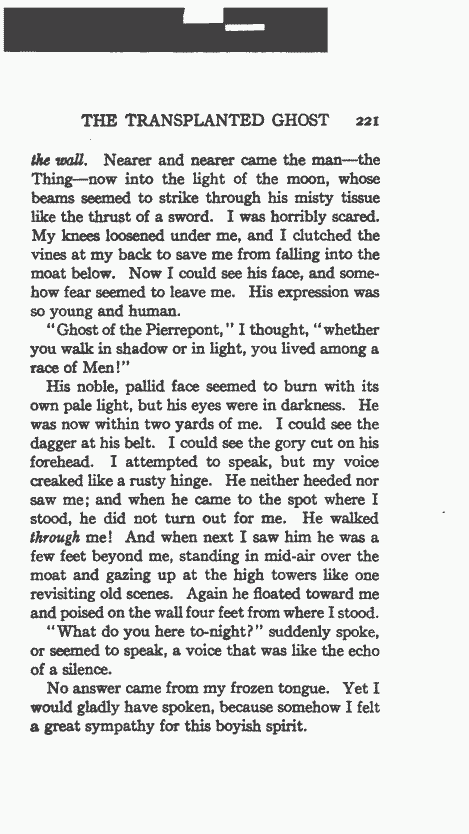 THE TRANSPLANTED GHOST 221
the wall. Nearer and nearer came the man—the
Thing—now into the light of the moon, whose
beams seemed to strike through his misty tissue
like the thrust of a sword. I was horribly scared.
My knees loosened under me, and I clutched the
vines at my back to save me from falling into the
moat below. Now I could see his face, and some-
how fear seemed to leave me. His expression was
so young and human.
"Ghost of the Pierrepont," I thought, "whether
you walk in shadow or in light, you lived among a
race of Men!"
His noble, pallid face seemed to burn with its
own pale light, but his eyes were in darkness. He
was now within two yards of me. I could see the
dagger at his belt. I could see the gory cut on his
forehead. I attempted to speak, but my voice
creaked like a rusty hinge. He neither heeded nor
saw me; and when he came to the spot where I
stood, he did not turn out for me. He walked
through me! And when next I saw him he was a
few feet beyond me, standing in mid-air over the
moat and gazing up at the high towers like one
revisiting old scenes. Again he floated toward me
and poised on the wall four feet from where I stood.
"What do you here to-night?" suddenly spoke,
or seemed to speak, a voice that was like the echo
of a silence.
No answer came from my frozen tongue. Yet I
would gladly have spoken, because somehow I felt
a great sympathy for this boyish spirit.